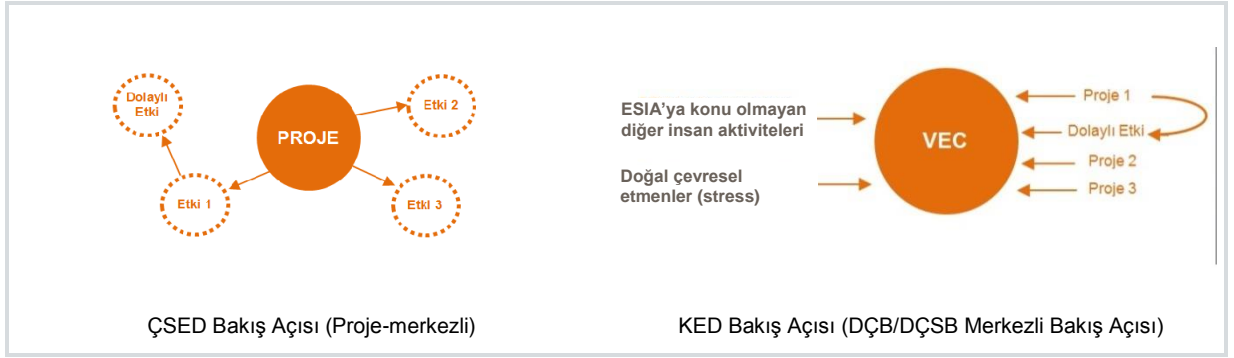 Dolaylı
Etki
PROJE
Etki 2
Etki 1
Etki 3
ESIA’ya konu olmayan
diğer insan aktiviteleri
Doğal çevresel
etmenler (stress)
VEC
Proje 1
Dolaylı Etki
Proje 2
Proje 3
ÇSED Bakış Açısı (Proje-merkezli)
KED Bakış Açısı (DÇB/DÇSB Merkezli Bakış Açısı)